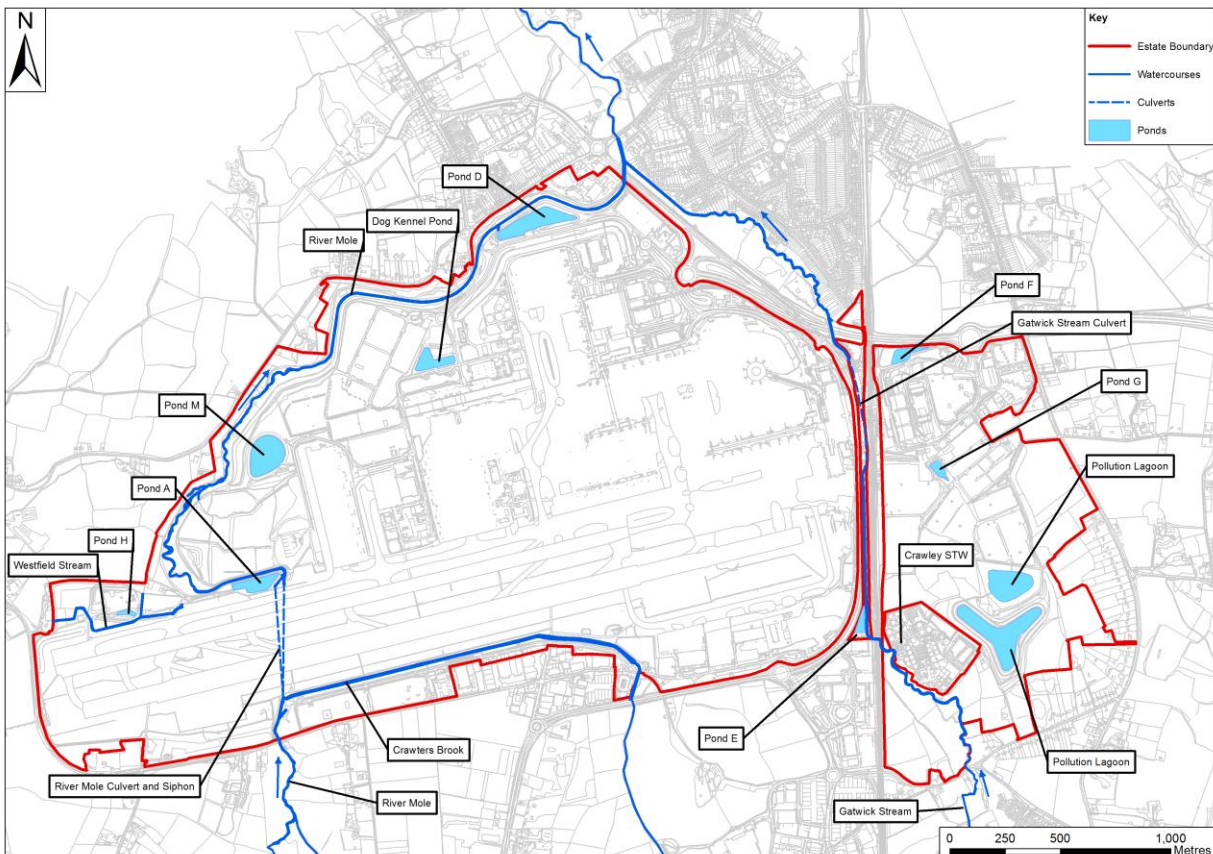 N
Key
Estate Boundary
Watercourses
Culverts
Ponds
Pond D
Dog Kennel Pond
River Mole
Pond F
Gatwick Stream Culvert
Pond G
Pond M
Pollution Lagoon
Pond A
Pond H
Westfield Stream
Crawley STW
Pond E
Crawters Brook
Pollution Lagoon
River Mole Culvert and Siphon
River Mole
Gatwick Stream
0 250 500 1,000
Metres